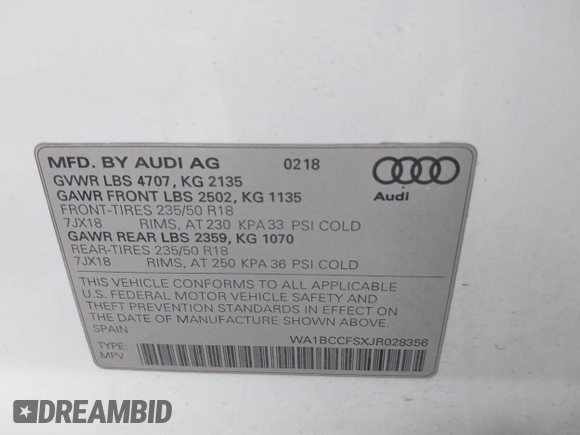 MFD. BY AUDI AG 0218
GVWR LBS 4707, KG 2135
GAWR FRONT LBS 2502, KG 1135
FRONT-TIRES 235/50 R18
7JX18 RIMS, AT 230 KPA 33 PSI COLD
GAWR REAR LBS 2359, KG 1070
REAR-TIRES 235/50 R18
7JX18 RIMS, AT 250 KPA 36 PSI COLD
Audi
THIS VEHICLE CONFORMS TO ALL APPLICABLE
U.S. FEDERAL MOTOR VEHICLE SAFETY AND
THEFT PREVENTION STANDARDS IN EFFECT ON
THE DATE OF MANUFACTURE SHOWN ABOVE.
SPAIN
WA1BCCFSXJR028356
TYPE:
MPV
DREAMBID